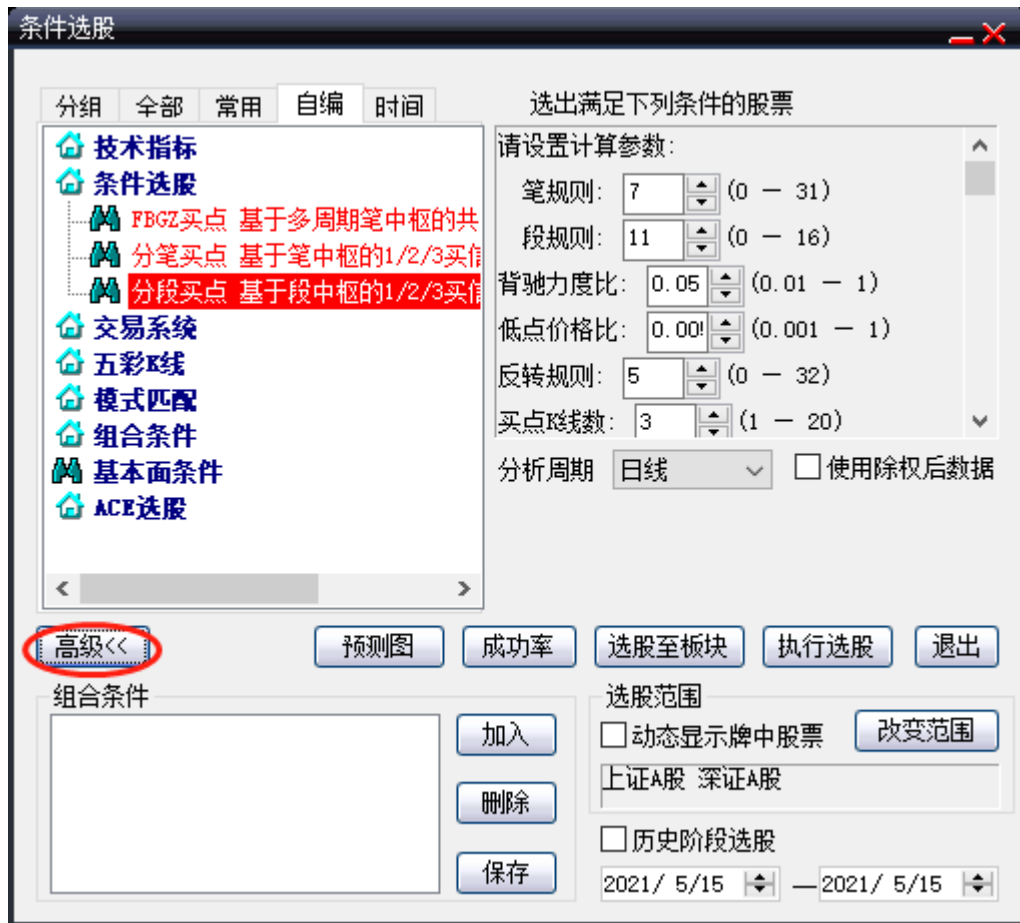 条件选股
分组 全部 常用 自编 时间
技术指标
条件选股
FBGZ买点 基于多周期笔中枢的共
分笔买点 基于笔中枢的1/2/3买信
分段买点 基于段中枢的1/2/3买信
交易系统
五彩K线
模式匹配
组合条件
基本面条件
ACE选股
选出满足下列条件的股票
请设置计算参数:
笔规则: 7 (0 — 31)
段规则: 11 (0 — 16)
背驰力度比: 0.05 (0.01 — 1)
低点价格比: 0.00 (0.001 — 1)
反转规则: 5 (0 — 32)
买点K线数: 3 (1 — 20)
分析周期 日线 使用除权后数据
高级<< 预测图 成功率 选股至板块 执行选股 退出
组合条件
加入
删除
保存
选股范围
动态显示牌中股票 改变范围
上证A股 深证A股
历史阶段选股
2021/ 5/15 —2021/ 5/15